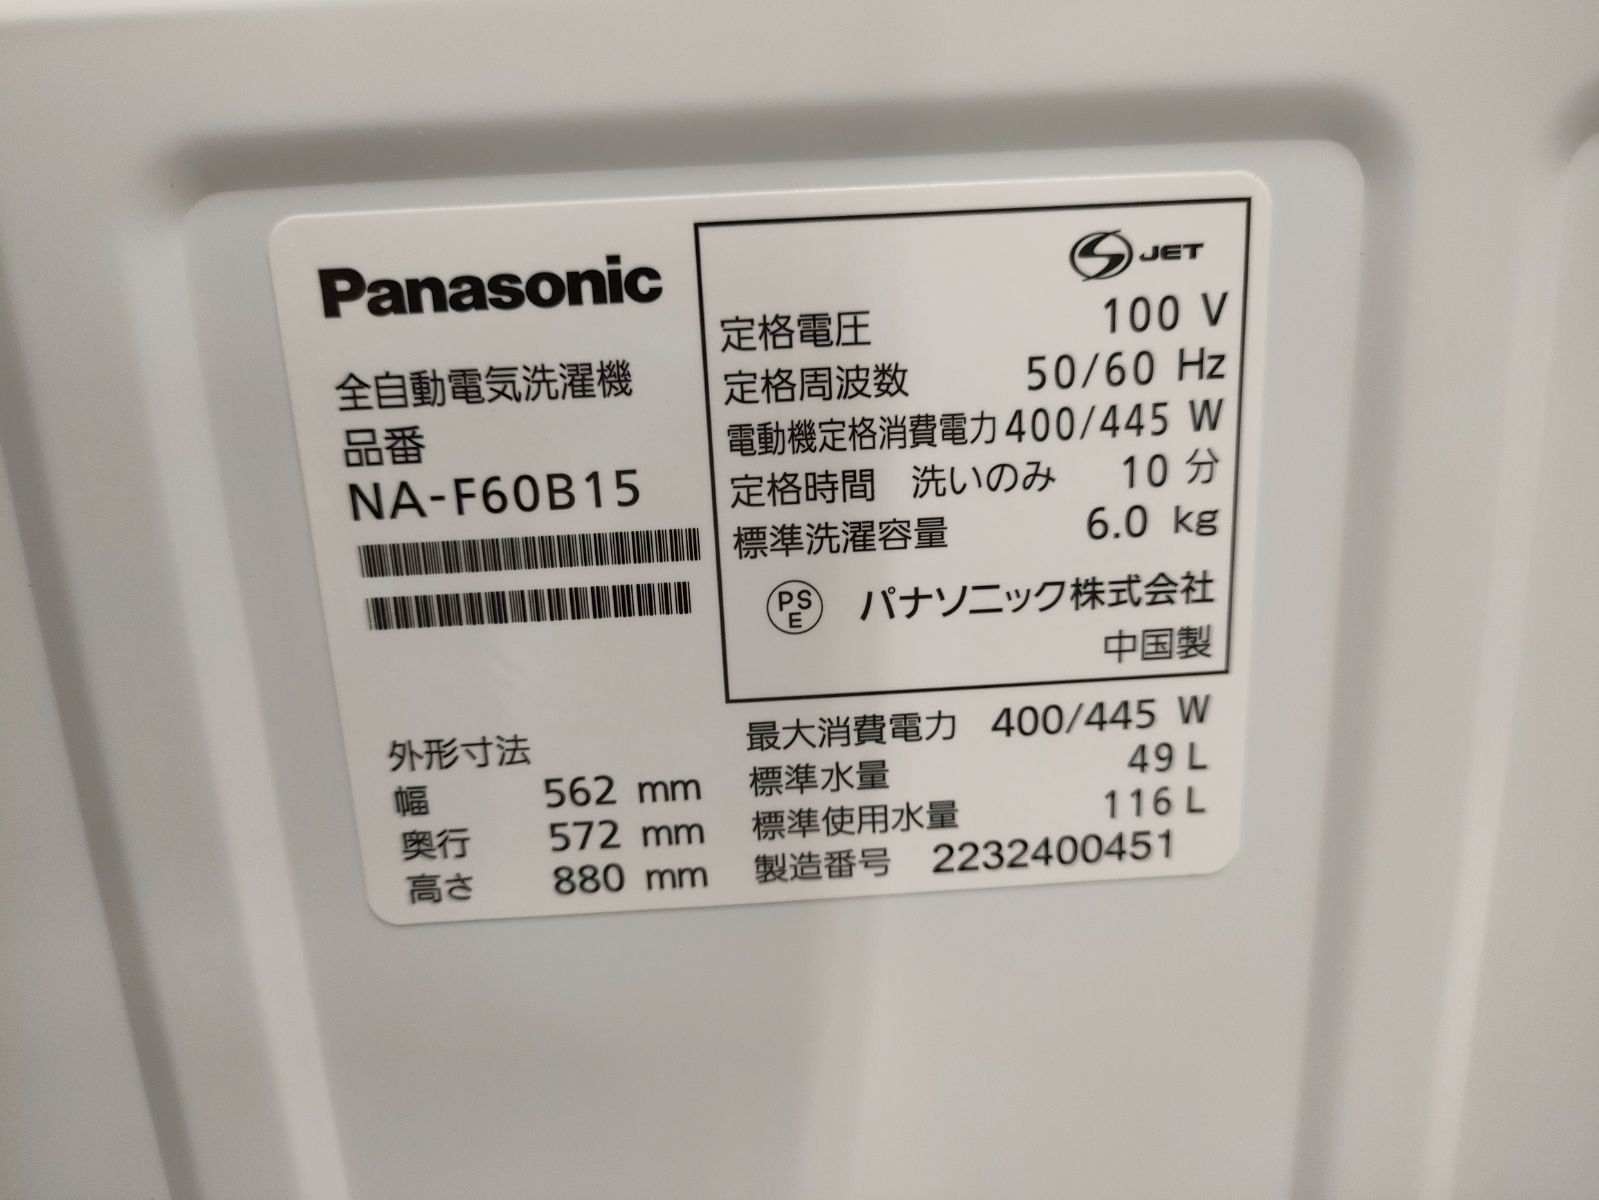 Panasonic
全自動電気洗濯機
品番
NA-F60B15
外形寸法
幅 562 mm
奥行 572 mm
高さ 880 mm
S JET
定格電圧 100 V
定格周波数 50/60 Hz
電動機定格消費電力 400/445 W
定格時間 洗いのみ 10 分
標準洗濯容量 6.0 kg
PS
E
パナソニック株式会社
中国製
最大消費電力 400/445 W
標準水量 49 L
標準使用水量 116 L
製造番号 2232400451